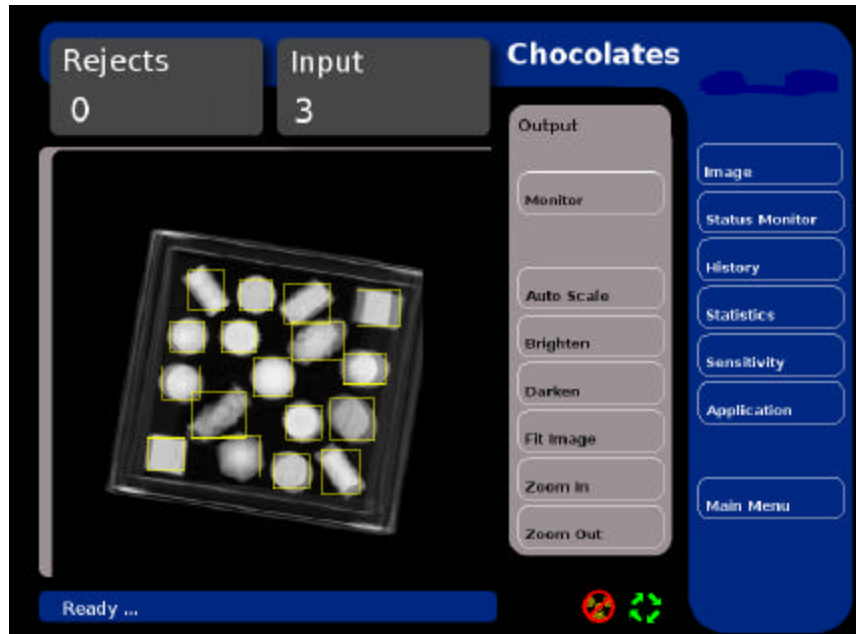 Rejects
0
Input
3
Chocolates
Output
Monitor
Auto Scale
Brighten
Darken
Fit Image
Zoom In
Zoom Out
Image
Status Monitor
History
Statistics
Sensitivity
Application
Main Menu
Ready ...